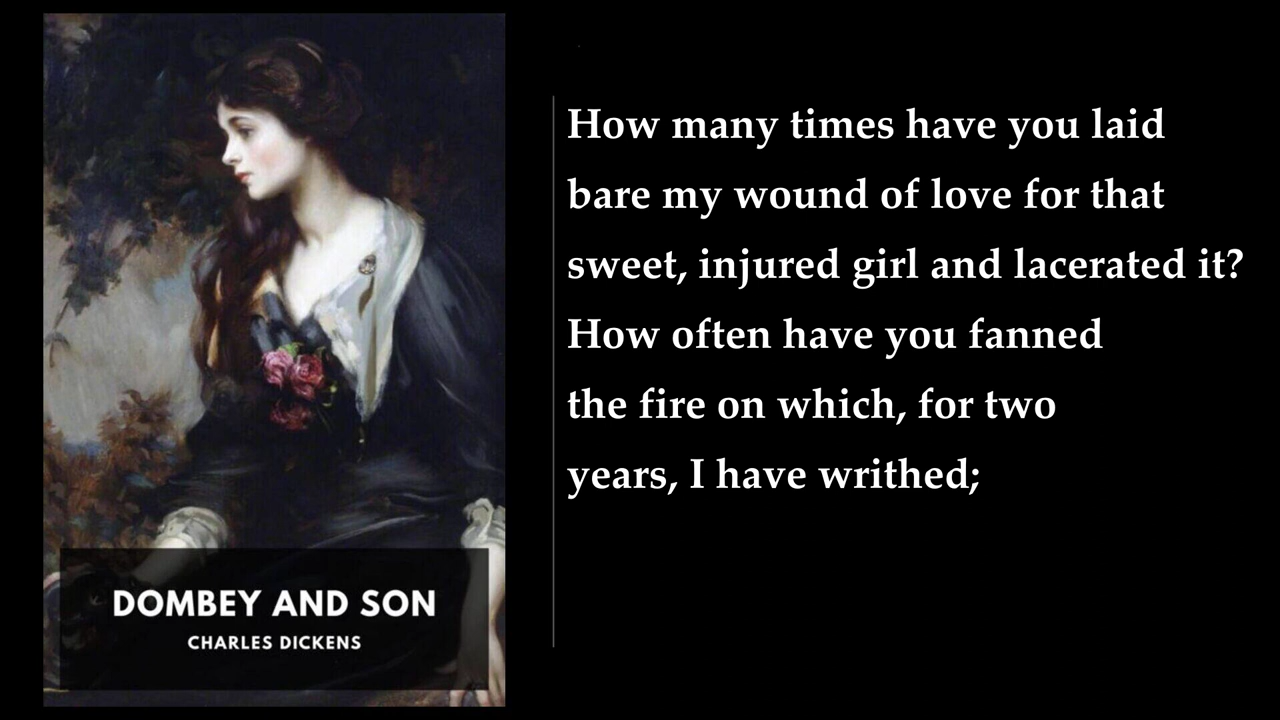 How many times have you laid
bare my wound of love for that
sweet, injured girl and lacerated it?
How often have you fanned
the fire on which, for two
years, I have writhed;
DOMBEY AND SON
CHARLES DICKENS